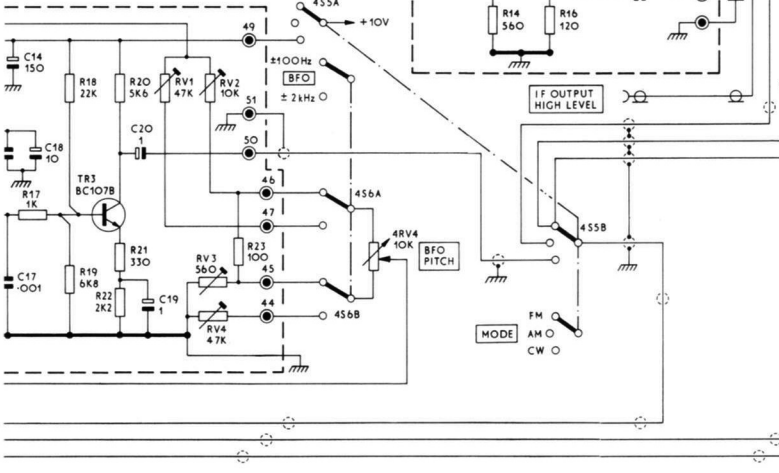 4S5A
+10V
49
C14
150
R18
22K
R20
5K6
RV1
47K
RV2
10K
±100Hz
BFO
± 2kHz
51
50
R14
560
R16
120
IF OUTPUT
HIGH LEVEL
C20
1
C18
10
TR3
BC107B
R17
1K
46
4S6A
47
R23
100
4RV4
10K
BFO
PITCH
4S5B
R21
330
RV3
560
45
C17
·001
R19
6K8
R22
2K2
C19
1
RV4
47K
44
4S6B
MODE
FM
AM
CW